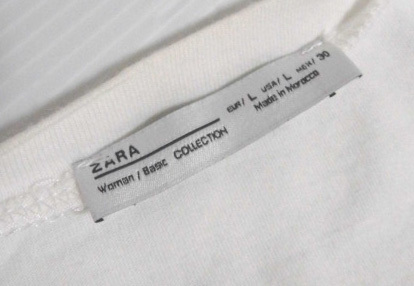 ZARA
Woman / Basic COLLECTION
EUR/ L USA/ L MEX/ 30
Made in Morocco